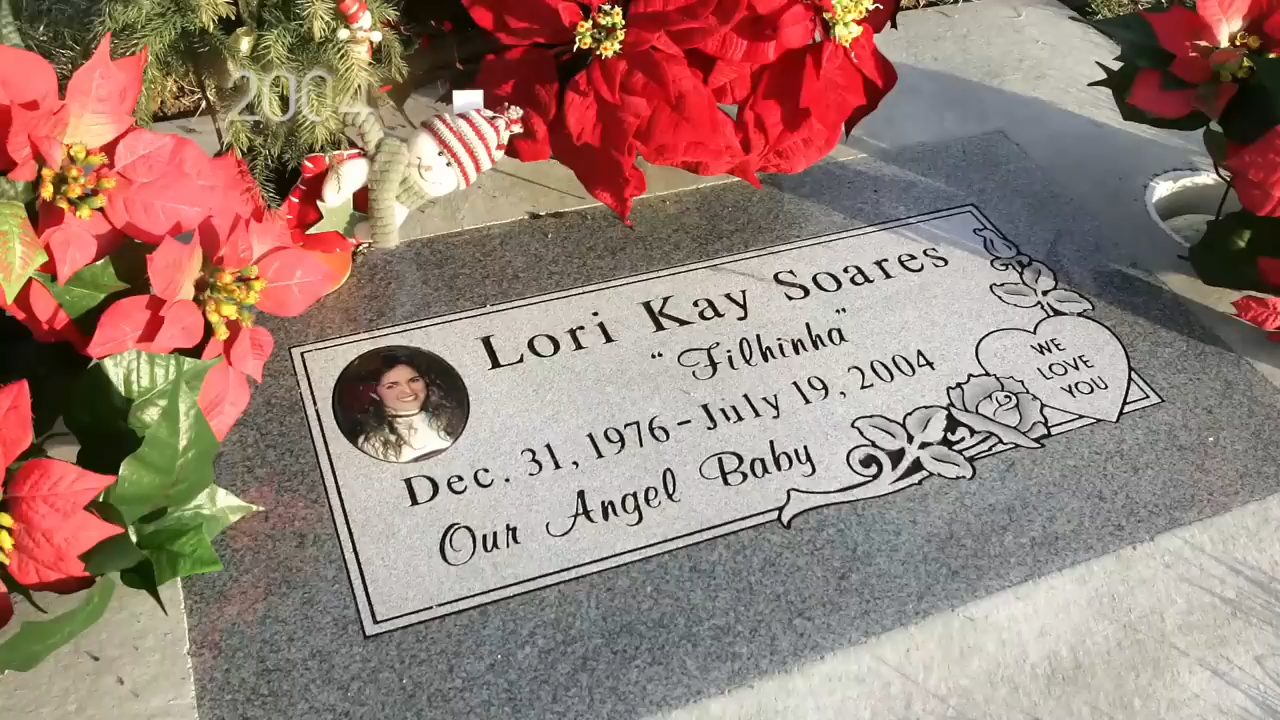 2004
Lori Kay Soares
"Filhinha"
Dec. 31, 1976 - July 19, 2004
Our Angel Baby
WE
LOVE
YOU